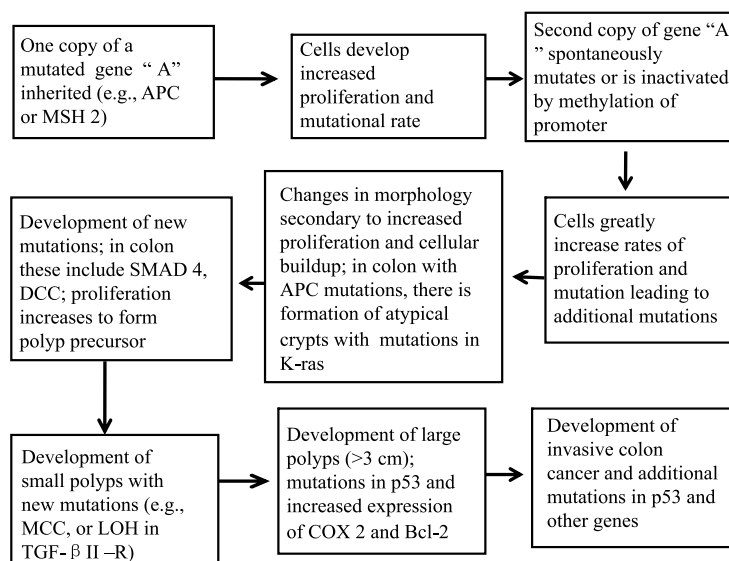 One copy of a
mutated gene “ A”
inherited (e.g., APC
or MSH 2)
Cells develop
increased
proliferation and
mutational rate
Second copy of gene “A
” spontaneously
mutates or is inactivated
by methylation of
promoter
Cells greatly
increase rates of
proliferation and
mutation leading to
additional mutations
Changes in morphology
secondary to increased
proliferation and cellular
buildup; in colon with
APC mutations, there is
formation of atypical
crypts with mutations in
K-ras
Development of new
mutations; in colon
these include SMAD 4,
DCC; proliferation
increases to form
polyp precursor
Development of
small polyps with
new mutations (e.g.,
MCC, or LOH in
TGF-β II –R)
Development of large
polyps (>3 cm);
mutations in p53 and
increased expression
of COX 2 and Bcl-2
Development of
invasive colon
cancer and additional
mutations in p53 and
other genes